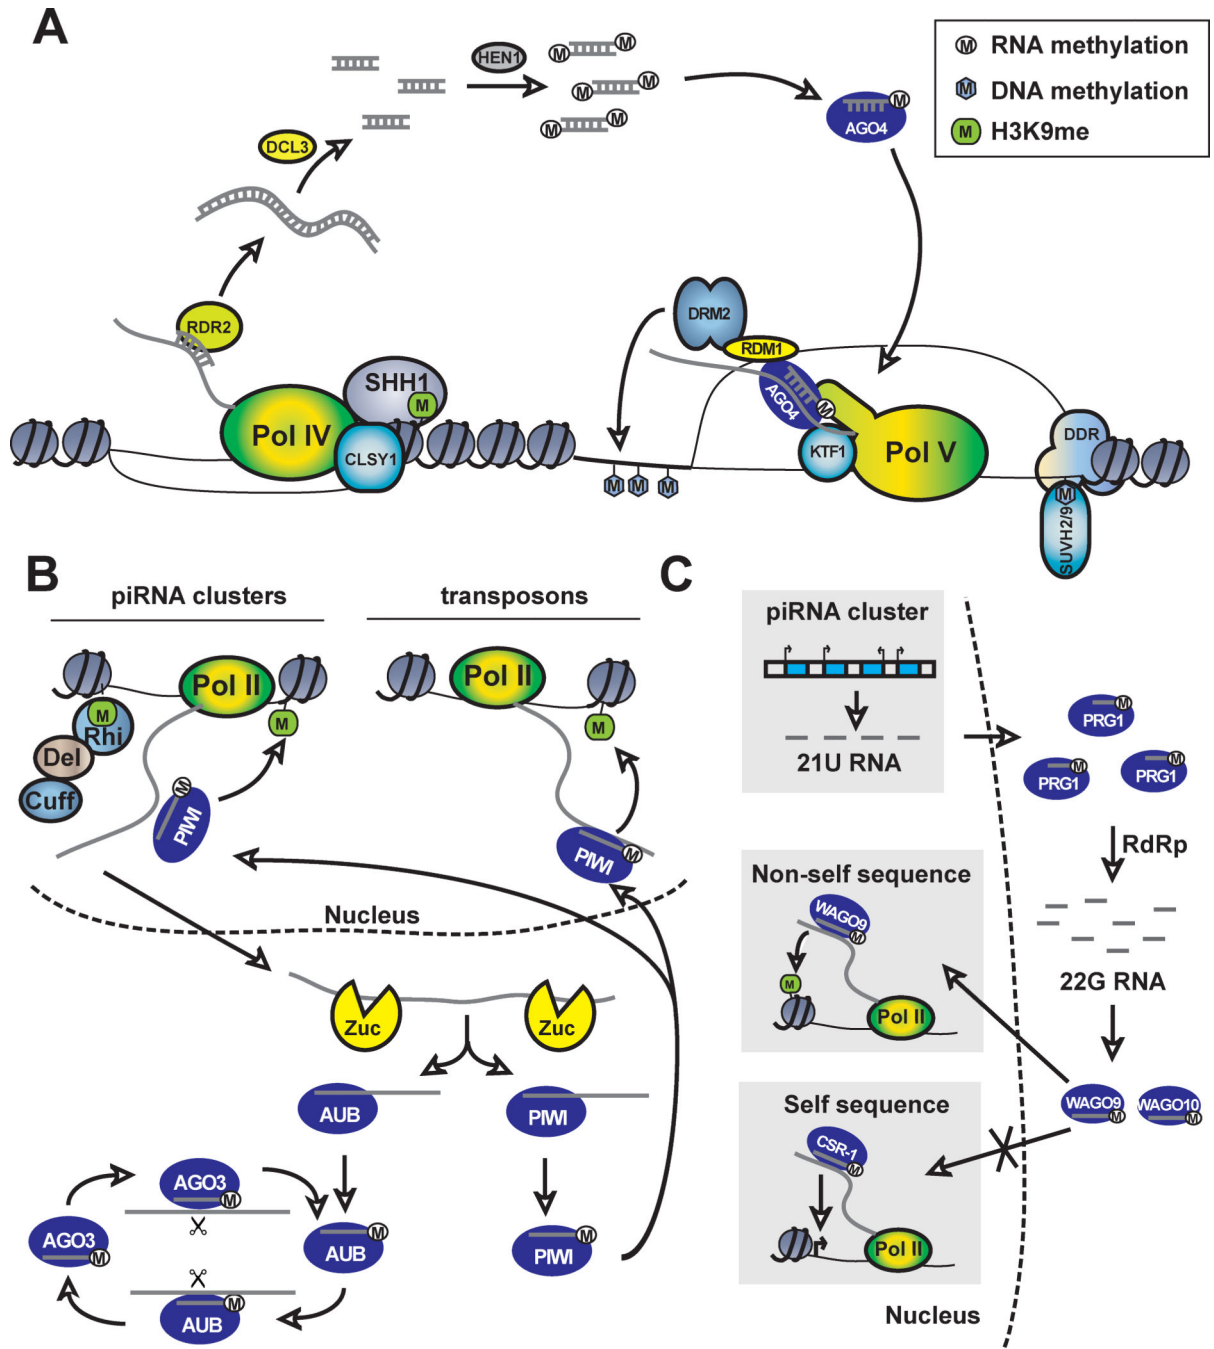 A
HEN1
M
M
M
M
M
M
M RNA methylation
M DNA methylation
M H3K9me
M
AGO4
DCL3
RDR2
DRM2
RDM1
SHH1
M
AGO4
M
Pol IV
CLSY1
KTF1
Pol V
DDR
M M M
M
SUVH2/9
B
piRNA clusters
transposons
Pol II
Pol II
M
Rhi
M
M
Del
Cuff
M
PIWI
PIWI
M
Nucleus
Zuc
Zuc
AUB
PIWI
AGO3
M
AGO3
M
AUB
M
PIWI
M
AUB
M
C
piRNA cluster
21U RNA
M
PRG1
M
PRG1
M
PRG1
RdRp
22G RNA
Non-self sequence
WAGO9
M
M
Pol II
WAGO9
M
WAGO10
M
Self sequence
CSR-1
M
Pol II
Nucleus